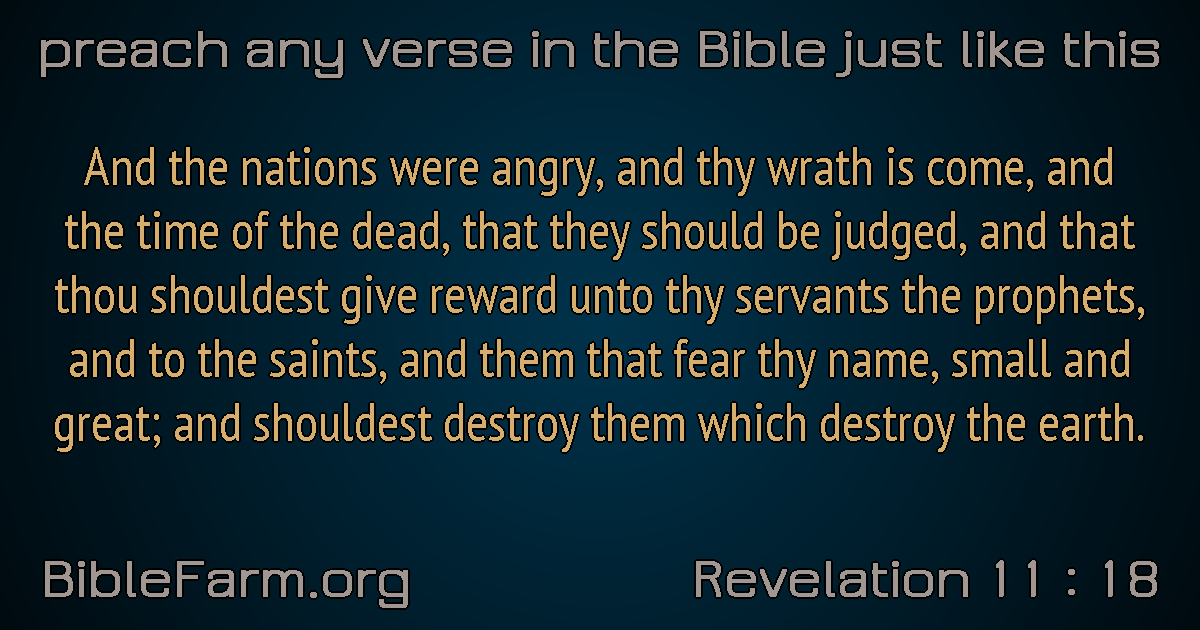 preach any verse in the Bible just like this
And the nations were angry, and thy wrath is come, and
the time of the dead, that they should be judged, and that
thou shouldest give reward unto thy servants the prophets,
and to the saints, and them that fear thy name, small and
great; and shouldest destroy them which destroy the earth.
BibleFarm.org
Revelation 11 : 18